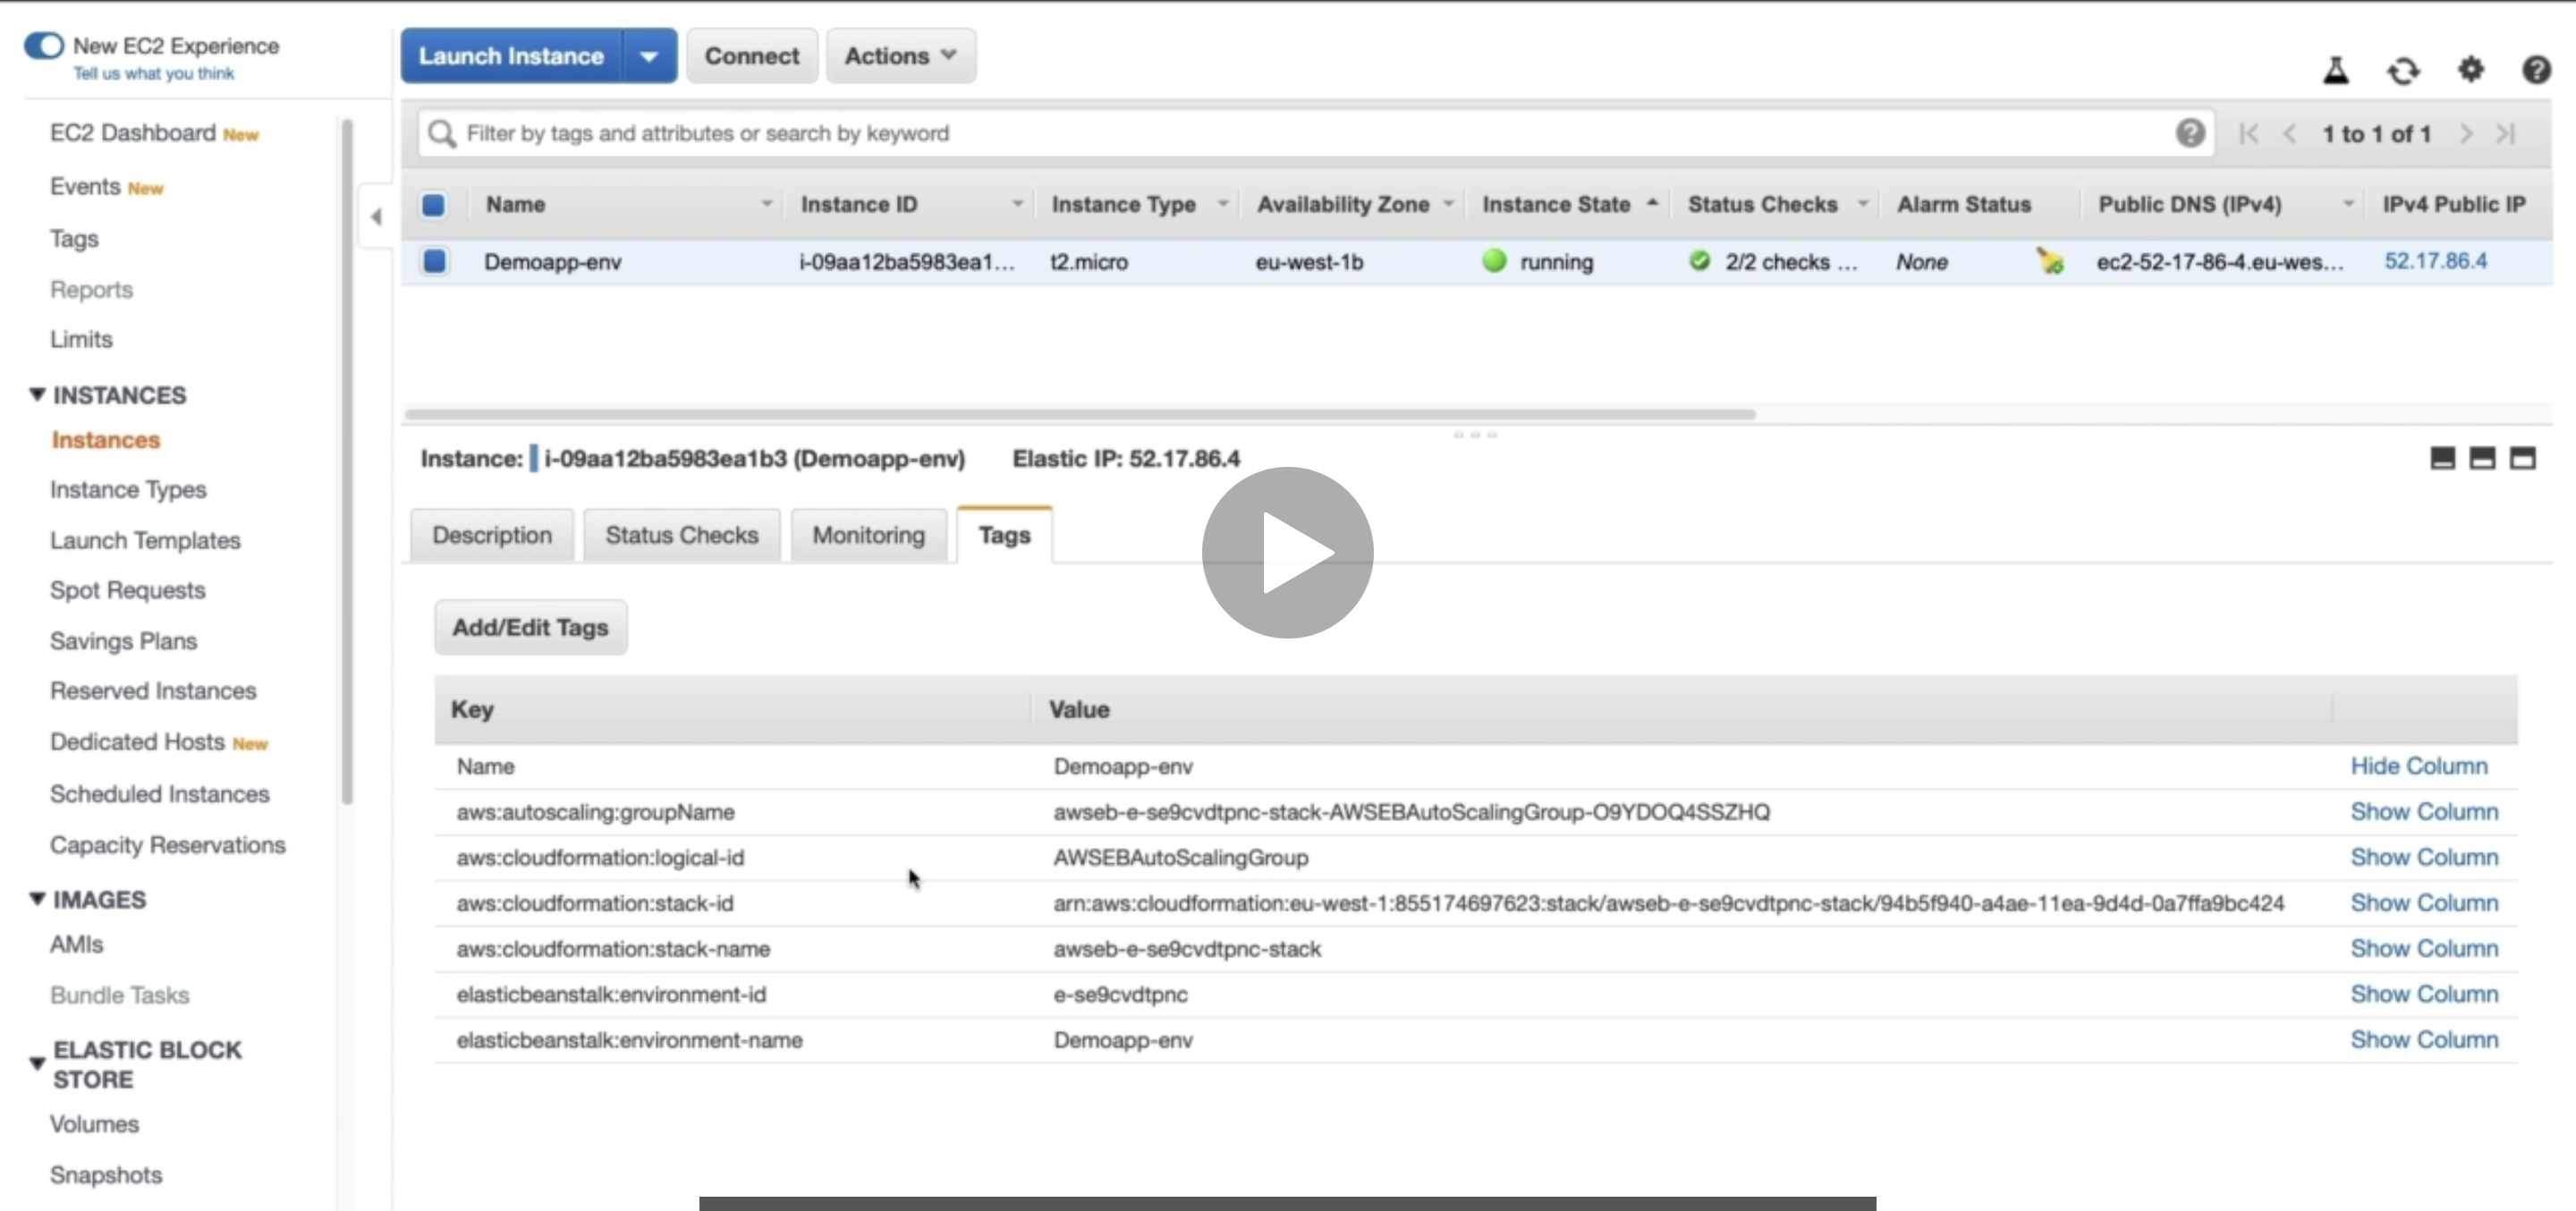 New EC2 Experience
Tell us what you think
EC2 Dashboard New
Events New
Tags
Reports
Limits
INSTANCES
Instances
Instance Types
Launch Templates
Spot Requests
Savings Plans
Reserved Instances
Dedicated Hosts New
Scheduled Instances
Capacity Reservations
IMAGES
AMIs
Bundle Tasks
ELASTIC BLOCK
STORE
Volumes
Snapshots
Launch Instance Connect Actions
Filter by tags and attributes or search by keyword 1 to 1 of 1
Name Instance ID Instance Type Availability Zone Instance State Status Checks Alarm Status Public DNS (IPv4) IPv4 Public IP
Demoapp-env i-09aa12ba5983ea1... t2.micro eu-west-1b running 2/2 checks ... None ec2-52-17-86-4.eu-wes... 52.17.86.4
Instance: i-09aa12ba5983ea1b3 (Demoapp-env) Elastic IP: 52.17.86.4
Description Status Checks Monitoring Tags
Add/Edit Tags
Key Value
Name Demoapp-env Hide Column
aws:autoscaling:groupName awseb-e-se9cvdtpnc-stack-AWSEBAutoScalingGroup-O9YDOQ4SSZHQ Show Column
aws:cloudformation:logical-id AWSEBAutoScalingGroup Show Column
aws:cloudformation:stack-id arn:aws:cloudformation:eu-west-1:855174697623:stack/awseb-e-se9cvdtpnc-stack/94b5f940-a4ae-11ea-9d4d-0a7ffa9bc424 Show Column
aws:cloudformation:stack-name awseb-e-se9cvdtpnc-stack Show Column
elasticbeanstalk:environment-id e-se9cvdtpnc Show Column
elasticbeanstalk:environment-name Demoapp-env Show Column